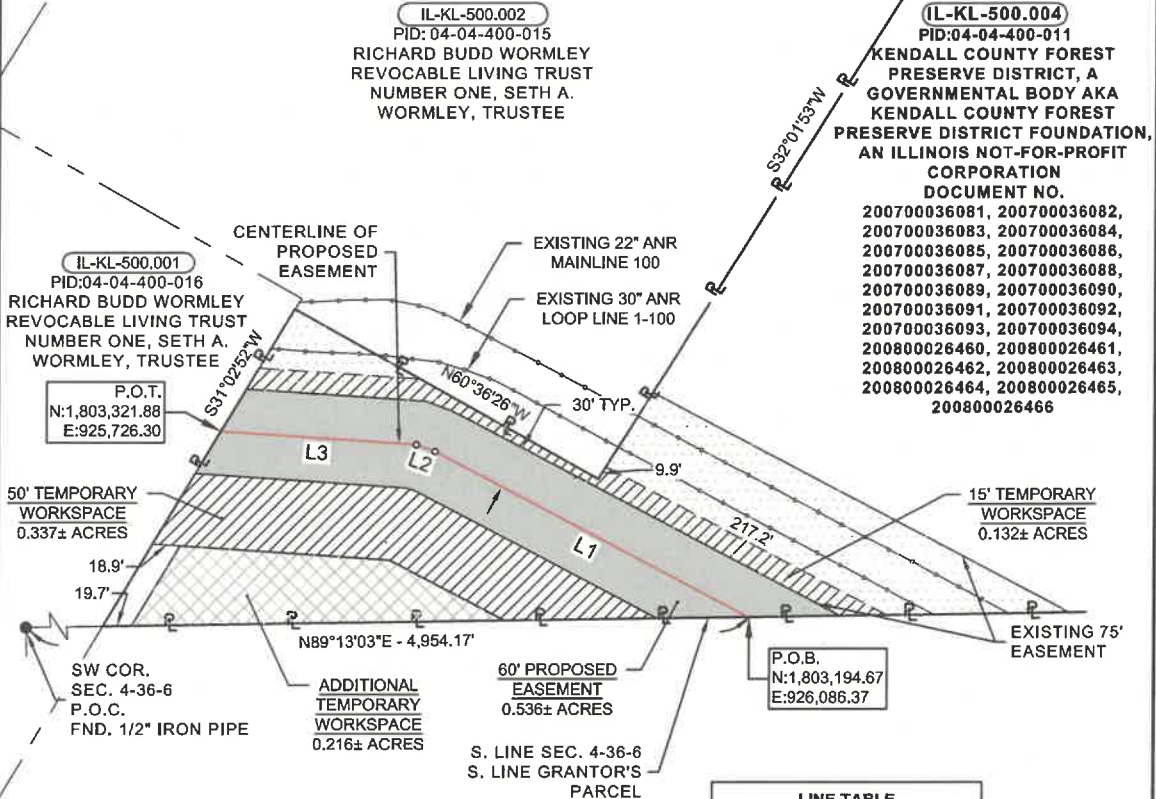 IL-KL-500.002
PID: 04-04-400-015
RICHARD BUDD WORMLEY
REVOCABLE LIVING TRUST
NUMBER ONE, SETH A.
WORMLEY, TRUSTEE
IL-KL-500.004
PID:04-04-400-011
KENDALL COUNTY FOREST
PRESERVE DISTRICT, A
GOVERNMENTAL BODY AKA
KENDALL COUNTY FOREST
PRESERVE DISTRICT FOUNDATION,
AN ILLINOIS NOT-FOR-PROFIT
CORPORATION
DOCUMENT NO.
200700036081, 200700036082,
200700036083, 200700036084,
200700036085, 200700036086,
200700036087, 200700036088,
200700036089, 200700036090,
200700036091, 200700036092,
200700036093, 200700036094,
200800026460, 200800026461,
200800026462, 200800026463,
200800026464, 200800026465,
200800026466
S32°01'53"W
CENTERLINE OF
PROPOSED
EASEMENT
EXISTING 22" ANR
MAINLINE 100
EXISTING 30" ANR
LOOP LINE 1-100
IL-KL-500.001
PID:04-04-400-016
RICHARD BUDD WORMLEY
REVOCABLE LIVING TRUST
NUMBER ONE, SETH A.
WORMLEY, TRUSTEE
S31°02'52"W
P.O.T.
N:1,803,321.88
E:925,726.30
N60°36'26"W
30' TYP.
L3
L2
L1
9.9'
217.2'
50' TEMPORARY
WORKSPACE
0.337± ACRES
15' TEMPORARY
WORKSPACE
0.132± ACRES
18.9'
19.7'
N89°13'03"E - 4,954.17'
SW COR.
SEC. 4-36-6
P.O.C.
FND. 1/2" IRON PIPE
ADDITIONAL
TEMPORARY
WORKSPACE
0.216± ACRES
60' PROPOSED
EASEMENT
0.536± ACRES
P.O.B.
N:1,803,194.67
E:926,086.37
EXISTING 75'
EASEMENT
S. LINE SEC. 4-36-6
S. LINE GRANTOR'S
PARCEL
LINE TABLE